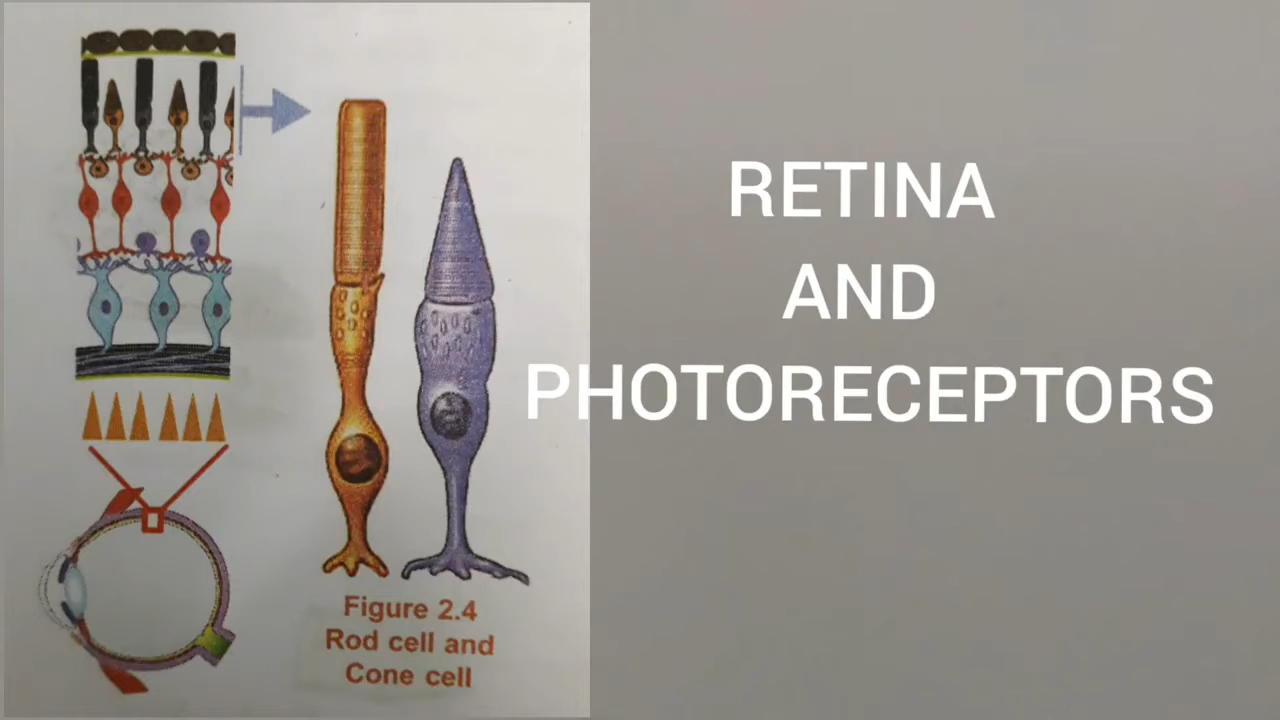 RETINA
AND
PHOTORECEPTORS
Figure 2.4
Rod cell and
Cone cell